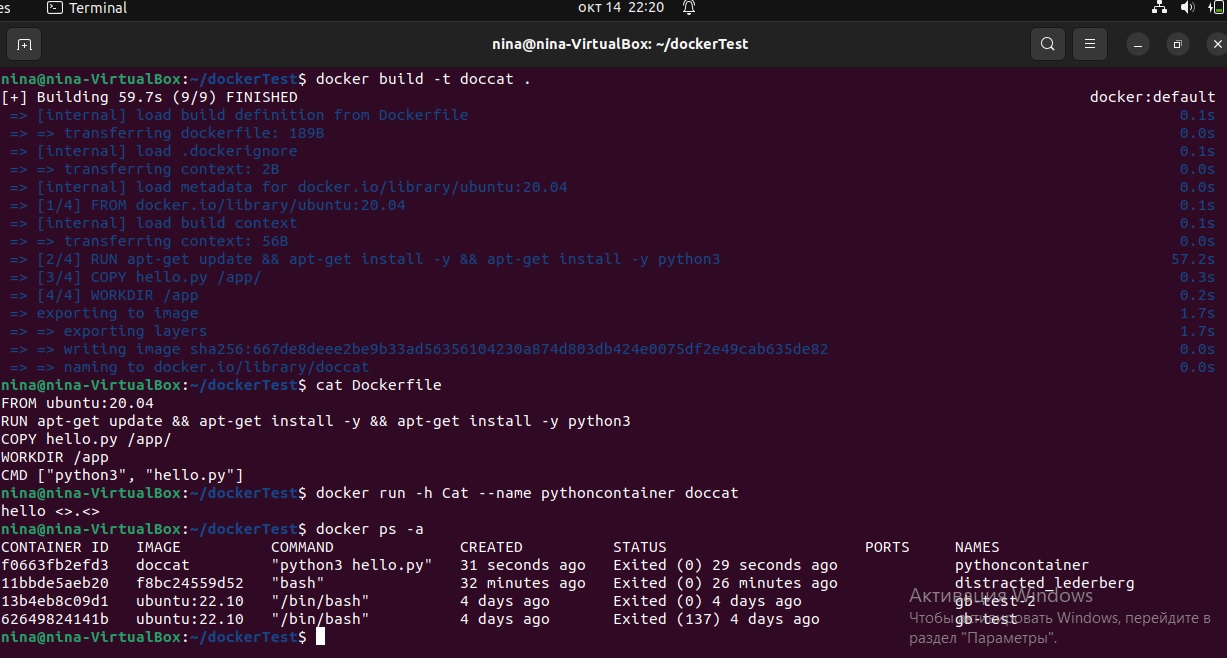 es Terminal окт 14 22:20
nina@nina-VirtualBox: ~/dockerTest
nina@nina-VirtualBox:~/dockerTest$ docker build -t doccat .
[+] Building 59.7s (9/9) FINISHED docker:default
=> [internal] load build definition from Dockerfile 0.1s
=> => transferring dockerfile: 189B 0.0s
=> [internal] load .dockerignore 0.1s
=> => transferring context: 2B 0.0s
=> [internal] load metadata for docker.io/library/ubuntu:20.04 0.0s
=> [1/4] FROM docker.io/library/ubuntu:20.04 0.1s
=> [internal] load build context 0.1s
=> => transferring context: 56B 0.0s
=> [2/4] RUN apt-get update && apt-get install -y && apt-get install -y python3 57.2s
=> [3/4] COPY hello.py /app/ 0.3s
=> [4/4] WORKDIR /app 0.2s
=> exporting to image 1.7s
=> => exporting layers 1.7s
=> => writing image sha256:667de8deee2be9b33ad56356104230a874d803db424e0075df2e49cab635de82 0.0s
=> => naming to docker.io/library/doccat 0.0s
nina@nina-VirtualBox:~/dockerTest$ cat Dockerfile
FROM ubuntu:20.04
RUN apt-get update && apt-get install -y && apt-get install -y python3
COPY hello.py /app/
WORKDIR /app
CMD ["python3", "hello.py"]
nina@nina-VirtualBox:~/dockerTest$ docker run -h Cat --name pythoncontainer doccat
hello <>.<>
nina@nina-VirtualBox:~/dockerTest$ docker ps -a
CONTAINER ID IMAGE COMMAND CREATED STATUS PORTS NAMES
f0663fb2efd3 doccat "python3 hello.py" 31 seconds ago Exited (0) 29 seconds ago pythoncontainer
11bbde5aeb20 f8bc24559d52 "bash" 32 minutes ago Exited (0) 26 minutes ago distracted_lederberg
13b4eb8c09d1 ubuntu:22.10 "/bin/bash" 4 days ago Exited (0) 4 days ago gb-test-2
62649824141b ubuntu:22.10 "/bin/bash" 4 days ago Exited (137) 4 days ago gb-test
nina@nina-VirtualBox:~/dockerTest$
Активация Windows
Чтобы активировать Windows, перейдите в
раздел "Параметры".